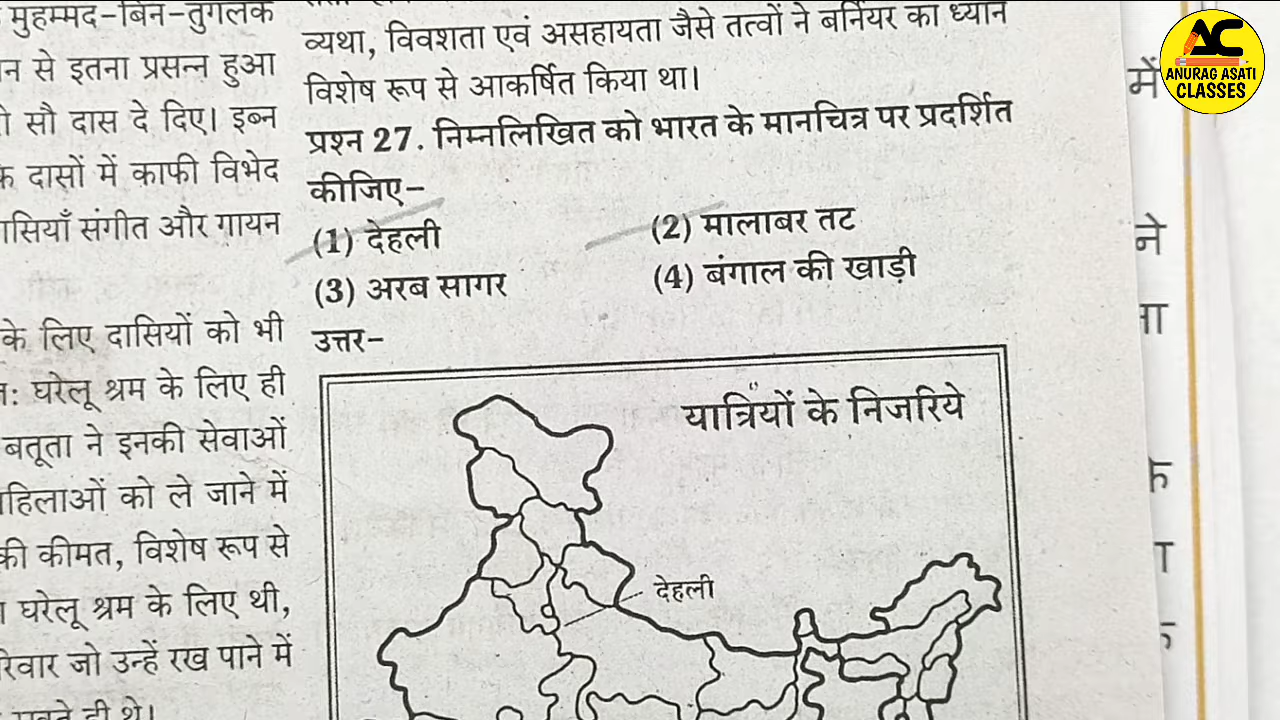 मुहम्मद-बिन-तुगलक
न से इतना प्रसन्न हुआ
सौ दास दे दिए। इब्न
दासों में काफी विभेद
संगीत और गायन
के लिए दासियों को भी
घरेलू श्रम के लिए ही
बतूता ने इनकी सेवाओं
को ले जाने में
की कीमत, विशेष रूप से
घरेलू श्रम के लिए थी,
जो उन्हें रख पाने में
व्यथा, विवशता एवं असहायता जैसे तत्वों ने बर्नियर का ध्यान
विशेष रूप से आकर्षित किया था।
प्रश्न 27. निम्नलिखित को भारत के मानचित्र पर प्रदर्शित
कीजिए-
(1) देहली (2) मालाबर तट
(3) अरब सागर (4) बंगाल की खाड़ी
उत्तर-
यात्रियों के निजरिये
देहली
में
ने
AC
ANURAG ASATI
CLASSES